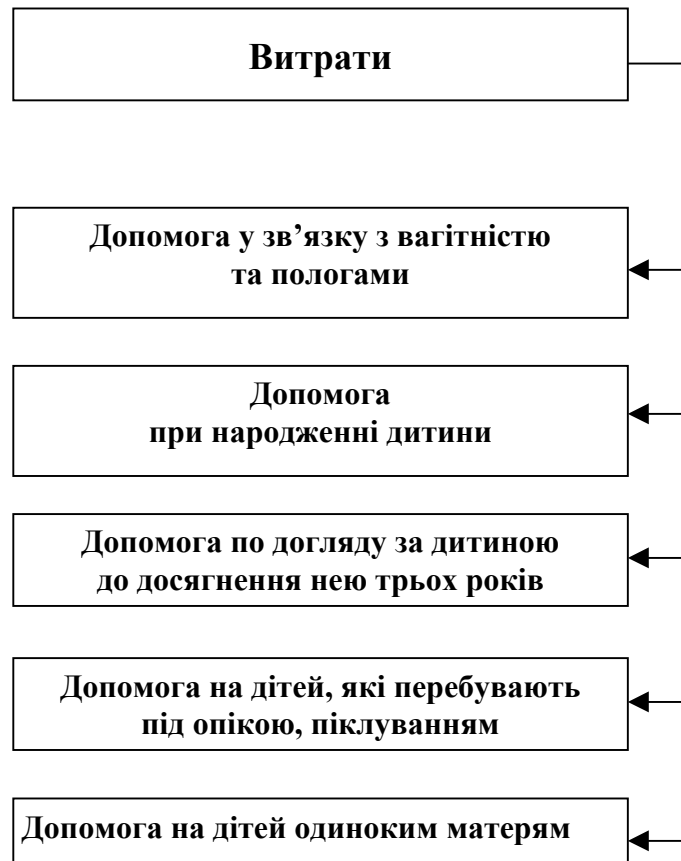 Витрати
Допомога у зв’язку з вагітністю
та пологами
Допомога
при народженні дитини
Допомога по догляду за дитиною
до досягнення нею трьох років
Допомога на дітей, які перебувають
під опікою, піклуванням
Допомога на дітей одиноким матерям